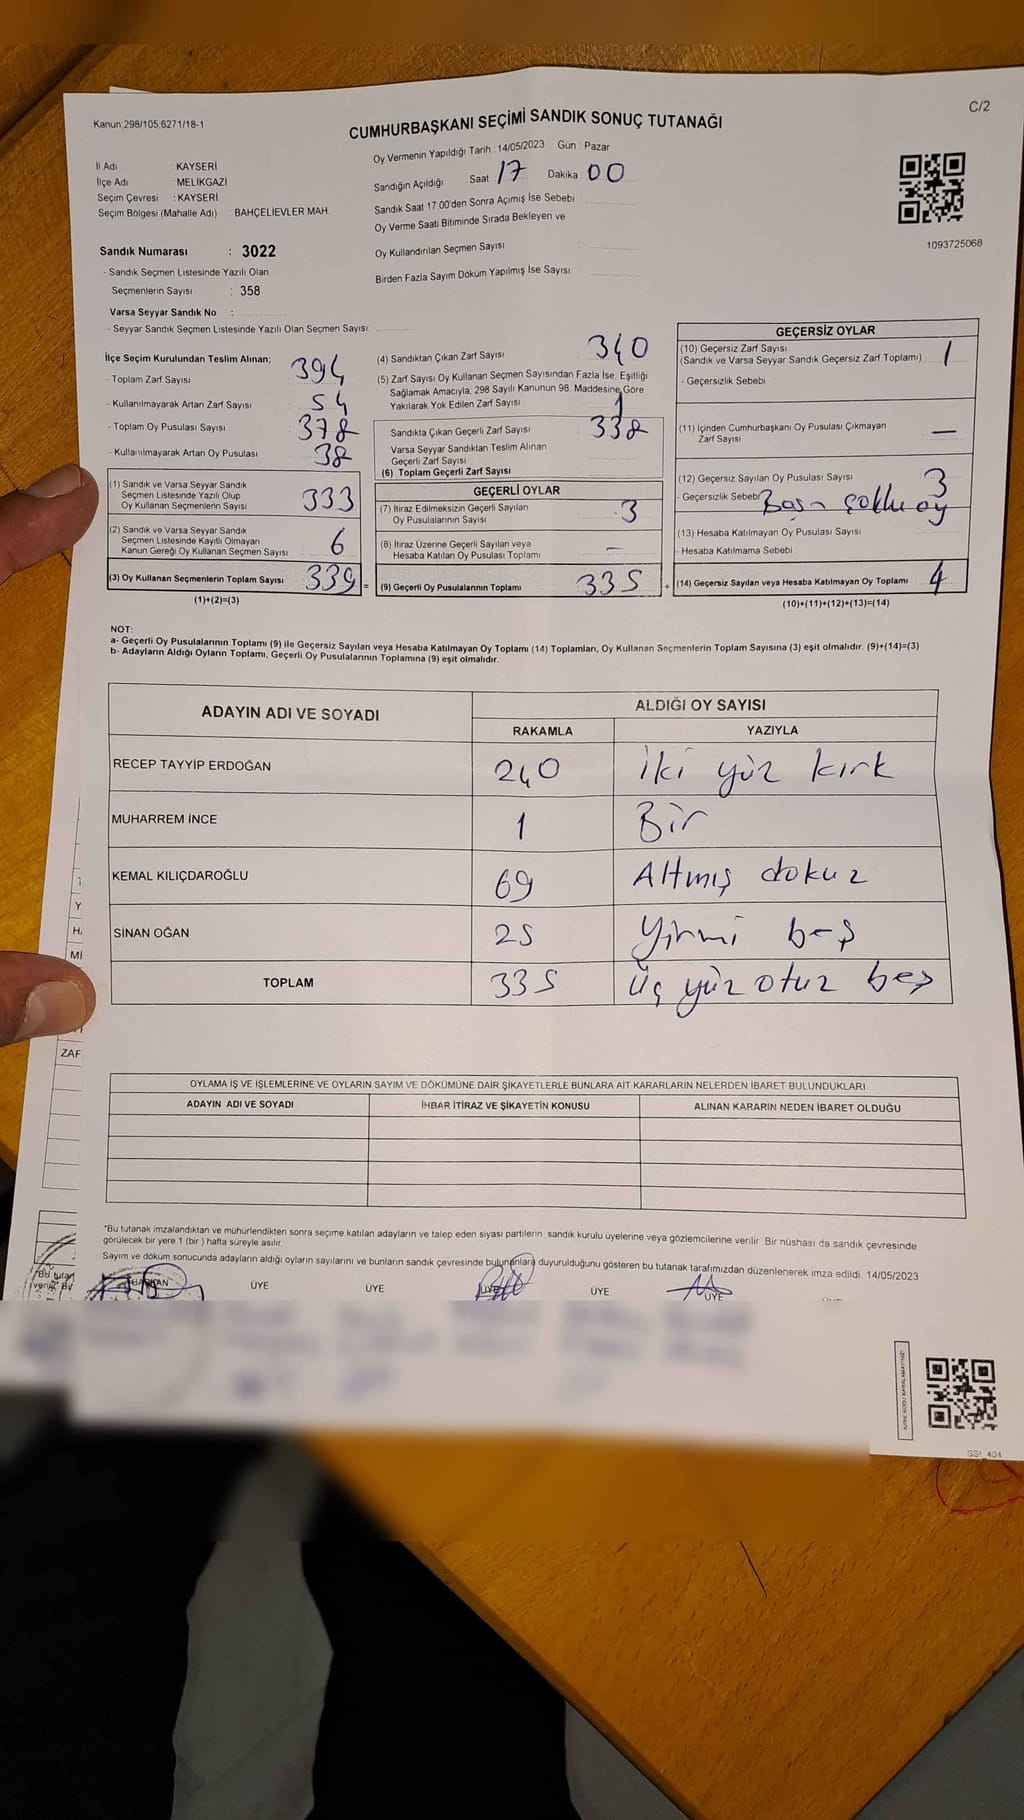 Kanun;298/105,6271/18-1
C/2
CUMHURBAŞKANI SEÇİMİ SANDIK SONUÇ TUTANAĞI
İl Adı : KAYSERİ
İlçe Adı : MELİKGAZİ
Seçim Çevresi : KAYSERİ
Seçim Bölgesi (Mahalle Adı) : BAHÇELİEVLER MAH.
Oy Vermenin Yapıldığı Tarih : 14/05/2023 Gün : Pazar
Sandığın Açıldığı Saat 17 Dakika : 00
Sandık Saat 17.00'den Sonra Açımış İse Sebebi :
Oy Verme Saati Bitiminde Sırada Bekleyen ve
Oy Kullandırılan Seçmen Sayısı :
Birden Fazla Sayım Döküm Yapılmış İse Sayısı :
1093725068
Sandık Numarası : 3022
- Sandık Seçmen Listesinde Yazılı Olan
Seçmenlerin Sayısı : 358
Varsa Seyyar Sandık No :
- Seyyar Sandık Seçmen Listesinde Yazılı Olan Seçmen Sayısı:
İlçe Seçim Kurulundan Teslim Alınan;
- Toplam Zarf Sayısı 394
- Kullanılmayarak Artan Zarf Sayısı 54
- Toplam Oy Pusulası Sayısı 378
- Kullanılmayarak Artan Oy Pusulası 38
(1) Sandık ve Varsa Seyyar Sandık
Seçmen Listesinde Yazılı Olup
Oy Kullanan Seçmenlerin Sayısı 333
(2) Sandık ve Varsa Seyyar Sandık
Seçmen Listesinde Kayıtlı Olmayan
Kanun Gereği Oy Kullanan Seçmen Sayısı 6
(3) Oy Kullanan Seçmenlerin Toplam Sayısı 339 =
(1)+(2)=(3)
(4) Sandıktan Çıkan Zarf Sayısı 340
(5) Zarf Sayısı Oy Kullanan Seçmen Sayısından Fazla İse, Eşitliği
Sağlamak Amacıyla, 298 Sayılı Kanunun 98. Maddesine Göre
Yakılarak Yok Edilen Zarf Sayısı 1
Sandıkta Çıkan Geçerli Zarf Sayısı 338
Varsa Seyyar Sandıktan Teslim Alınan
Geçerli Zarf Sayısı
(6) Toplam Geçerli Zarf Sayısı
GEÇERLİ OYLAR
(7) İtiraz Edilmeksizin Geçerli Sayılan
Oy Pusulalarının Sayısı 3
(8) İtiraz Üzerine Geçerli Sayılan veya
Hesaba Katılan Oy Pusulası Toplamı —
(9) Geçerli Oy Pusulalarının Toplamı 335 +
GEÇERSİZ OYLAR
(10) Geçersiz Zarf Sayısı
(Sandık ve Varsa Seyyar Sandık Geçersiz Zarf Toplamı) 1
- Geçersizlik Sebebi
(11) İçinden Cumhurbaşkanı Oy Pusulası Çıkmayan
Zarf Sayısı —
(12) Geçersiz Sayılan Oy Pusulası Sayısı 3
- Geçersizlik Sebebi oy
(13) Hesaba Katılmayan Oy Pusulası Sayısı
- Hesaba Katılmama Sebebi
(14) Geçersiz Sayılan veya Hesaba Katılmayan Oy Toplamı 4
(10)+(11)+(12)+(13)=(14)
NOT:
a- Geçerli Oy Pusulalarının Toplamı (9) ile Geçersiz Sayılan veya Hesaba Katılmayan Oy Toplamı (14) Toplamları, Oy Kullanan Seçmenlerin Toplam Sayısına (3) eşit olmalıdır. (9)+(14)=(3)
b- Adayların Aldığı Oyların Toplamı, Geçerli Oy Pusulalarının Toplamına (9) eşit olmalıdır.
ADAYIN ADI VE SOYADI ALDIĞI OY SAYISI
RAKAMLA YAZIYLA
RECEP TAYYİP ERDOĞAN 240 iki yüz kırk
MUHARREM İNCE 1 Bir
KEMAL KILIÇDAROĞLU 69 Altmış dokuz
SİNAN OĞAN 25 yirmi beş
TOPLAM 335 üç yüz otuz beş
OYLAMA İŞ VE İŞLEMLERİNE VE OYLARIN SAYIM VE DÖKÜMÜNE DAİR ŞİKAYETLERLE BUNLARA AİT KARARLARIN NELERDEN İBARET BULUNDUKLARI
ADAYIN ADI VE SOYADI İHBAR İTİRAZ VE ŞİKAYETİN KONUSU ALINAN KARARIN NEDEN İBARET OLDUĞU
ZAF
*Bu tutanak imzalandıktan ve mühürlendikten sonra seçime katılan adayların ve talep eden siyasi partilerin sandık kurulu üyelerine veya gözlemcilerine verilir. Bir nüshası da sandık çevresinde
görülecek bir yere 1 (bir ) hafta süreyle asılır.
Sayım ve döküm sonucunda adayların aldığı oyların sayılarını ve bunların sandık çevresinde bulunanlara duyurulduğunu gösteren bu tutanak tarafımızdan düzenlenerek imza edildi. 14/05/2023
BAŞKAN ÜYE ÜYE ÜYE ÜYE ÜYE